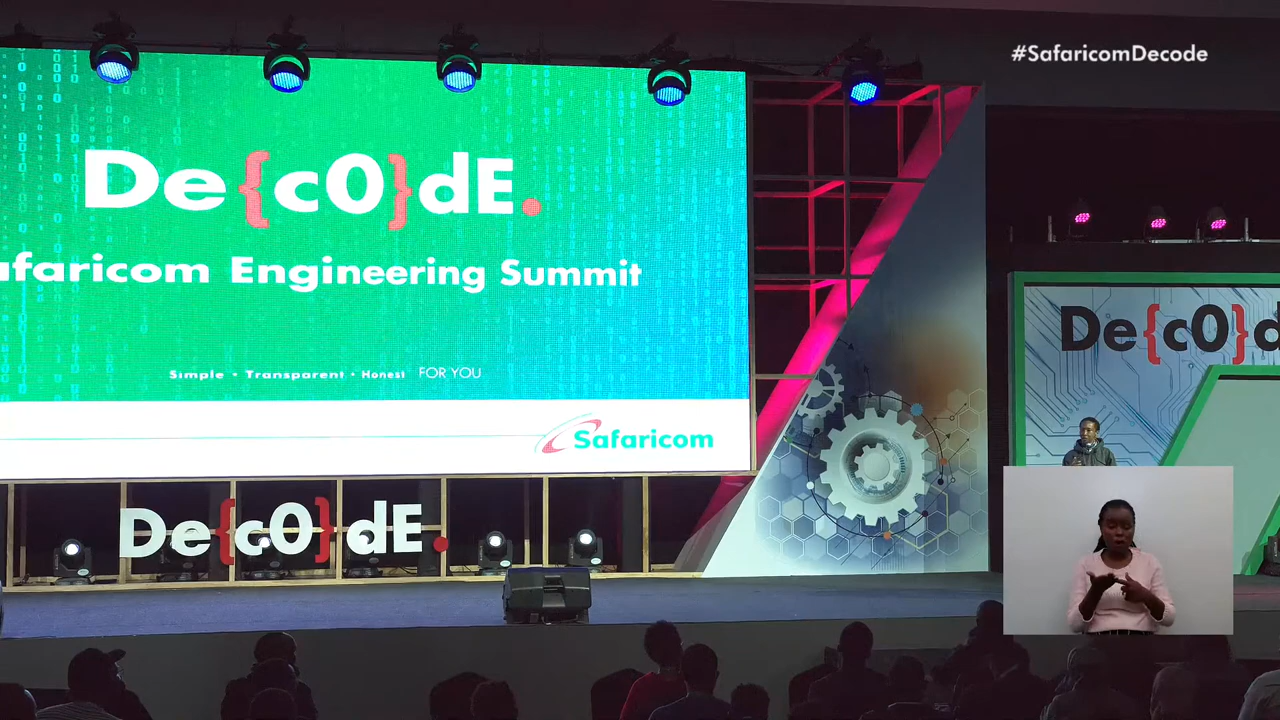 #SafaricomDecode
De{c0}dE.
afaricom Engineering Summit
Simple • Transparent • Honest FOR YOU
Safaricom
De{c0}d
De{c0}dE.